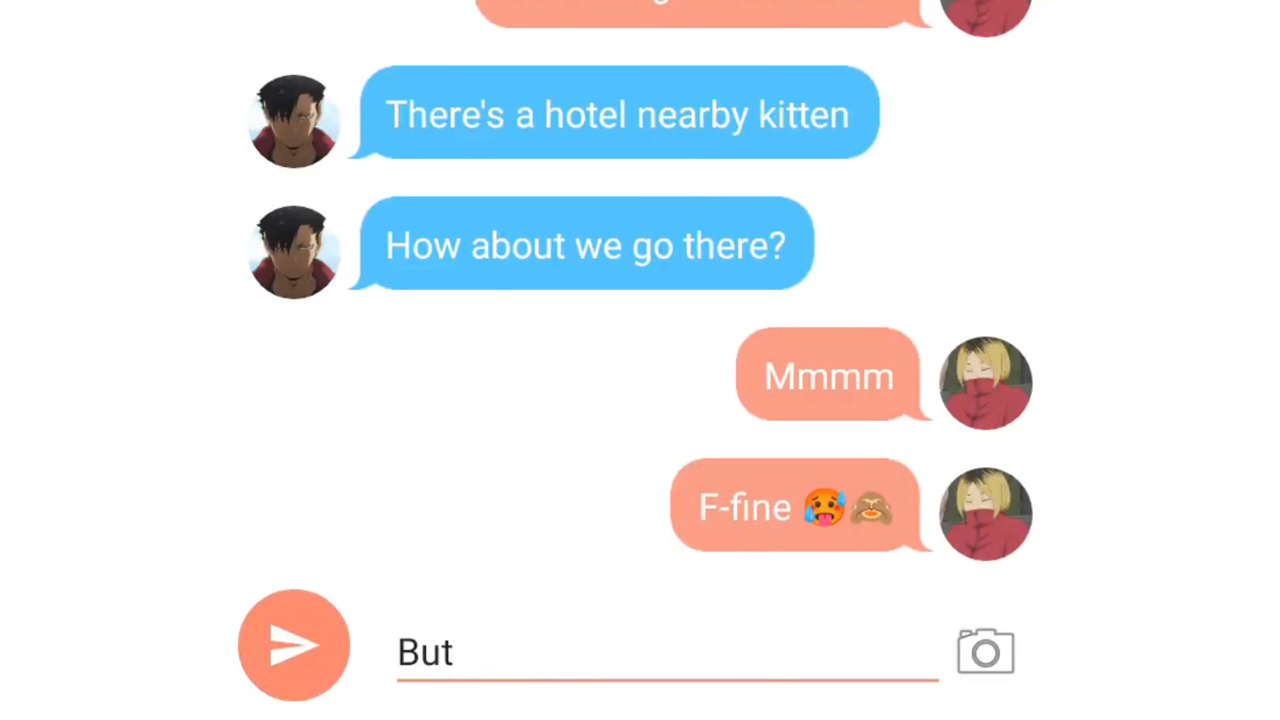 There's a hotel nearby kitten
How about we go there?
Mmmm
F-fine 🥵🙈
But